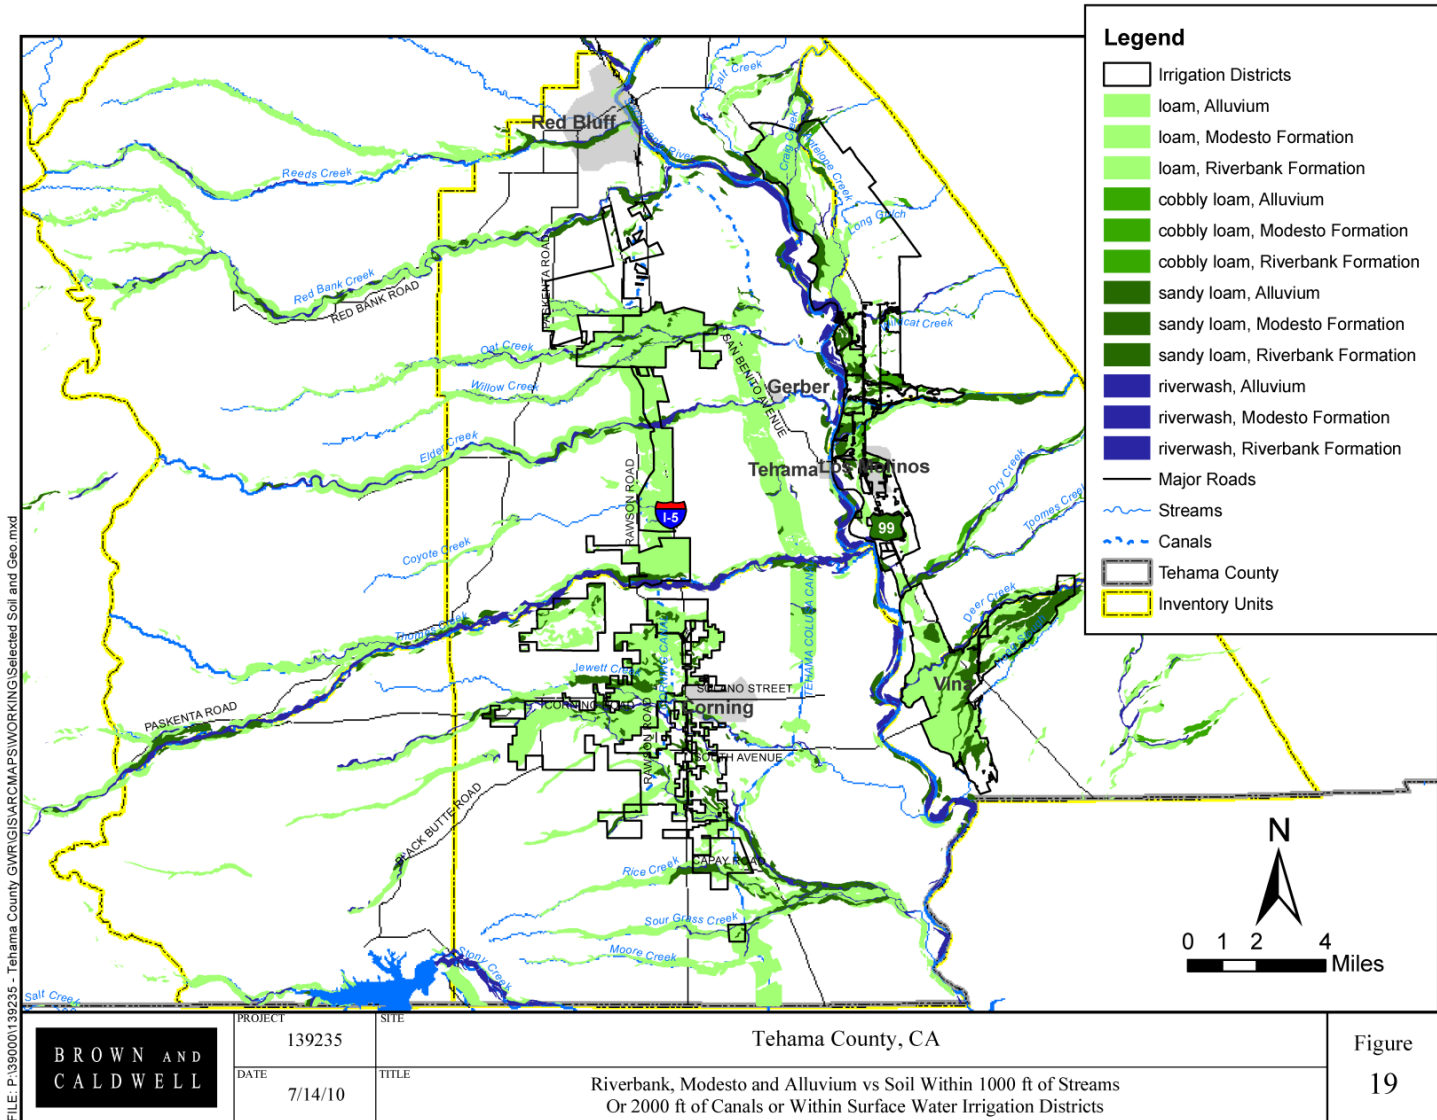 Legend
Irrigation Districts
loam, Alluvium
loam, Modesto Formation
loam, Riverbank Formation
cobbly loam, Alluvium
cobbly loam, Modesto Formation
cobbly loam, Riverbank Formation
sandy loam, Alluvium
sandy loam, Modesto Formation
sandy loam, Riverbank Formation
riverwash, Alluvium
riverwash, Modesto Formation
riverwash, Riverbank Formation
Major Roads
Streams
Canals
Tehama County
Inventory Units
Salt Creek
Red Bluff
Sacramento River
Craig Creek
Antelope Creek
Reeds Creek
Long Gulch
PASKENTA ROAD
Red Bank Creek
RED BANK ROAD
Wildcat Creek
Oat Creek
SAN BENITO AVENUE
Willow Creek
Gerber
Elder Creek
Tehama
Los Molinos
RAWSON ROAD
Dry Creek
I-5
Toomes Creek
99
Coyote Creek
TEHAMA COLUSA CANAL
Deer Creek
Thomes Creek
CORNING CANAL
Jewett Creek
Vina
SOLANO STREET
CORNING ROAD
Corning
PASKENTA ROAD
RAWSON ROAD
SOUTH AVENUE
BLACK BUTTE ROAD
CAPAY ROAD
Rice Creek
Sour Grass Creek
Moore Creek
Stony Creek
Salt Creek
N
0 1 2 4
Miles
FILE: P:\39000\139235 - Tehama County GWR\GIS\ARCMAPS\WORKING\Selected Soil and Geo.mxd
BROWN AND
CALDWELL
PROJECT
139235
DATE
7/14/10
SITE
Tehama County, CA
TITLE
Riverbank, Modesto and Alluvium vs Soil Within 1000 ft of Streams
Or 2000 ft of Canals or Within Surface Water Irrigation Districts
Figure
19